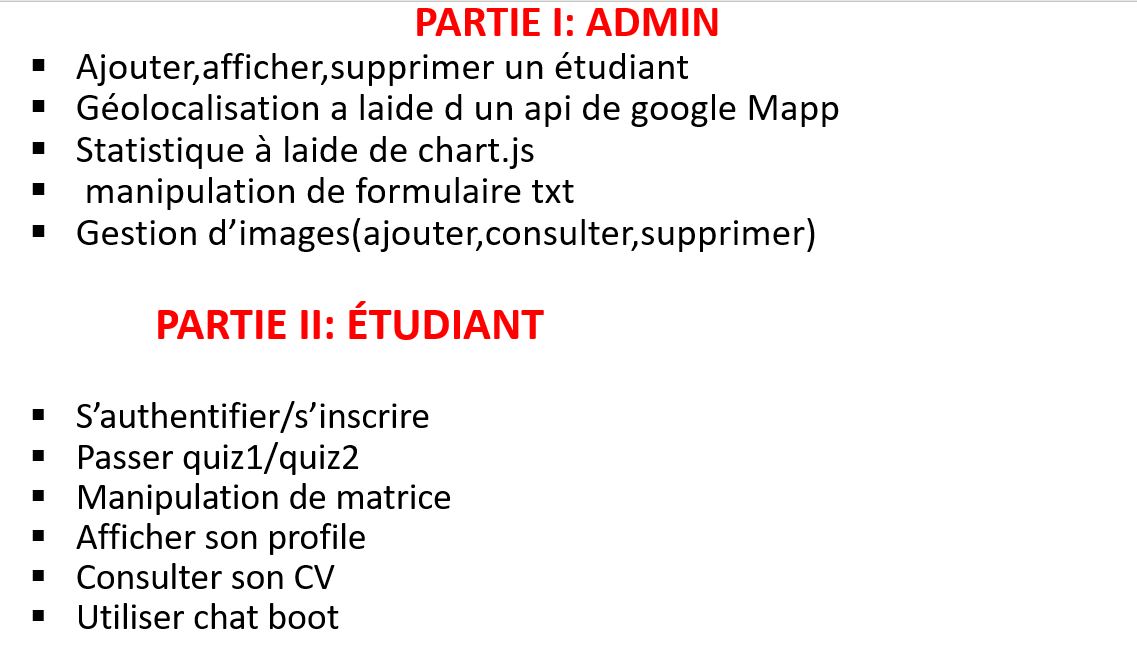 PARTIE I: ADMIN
▪ Ajouter,afficher,supprimer un étudiant
▪ Géolocalisation a laide d un api de google Mapp
▪ Statistique à laide de chart.js
▪ manipulation de formulaire txt
▪ Gestion d’images(ajouter,consulter,supprimer)
PARTIE II: ÉTUDIANT
▪ S’authentifier/s’inscrire
▪ Passer quiz1/quiz2
▪ Manipulation de matrice
▪ Afficher son profile
▪ Consulter son CV
▪ Utiliser chat boot